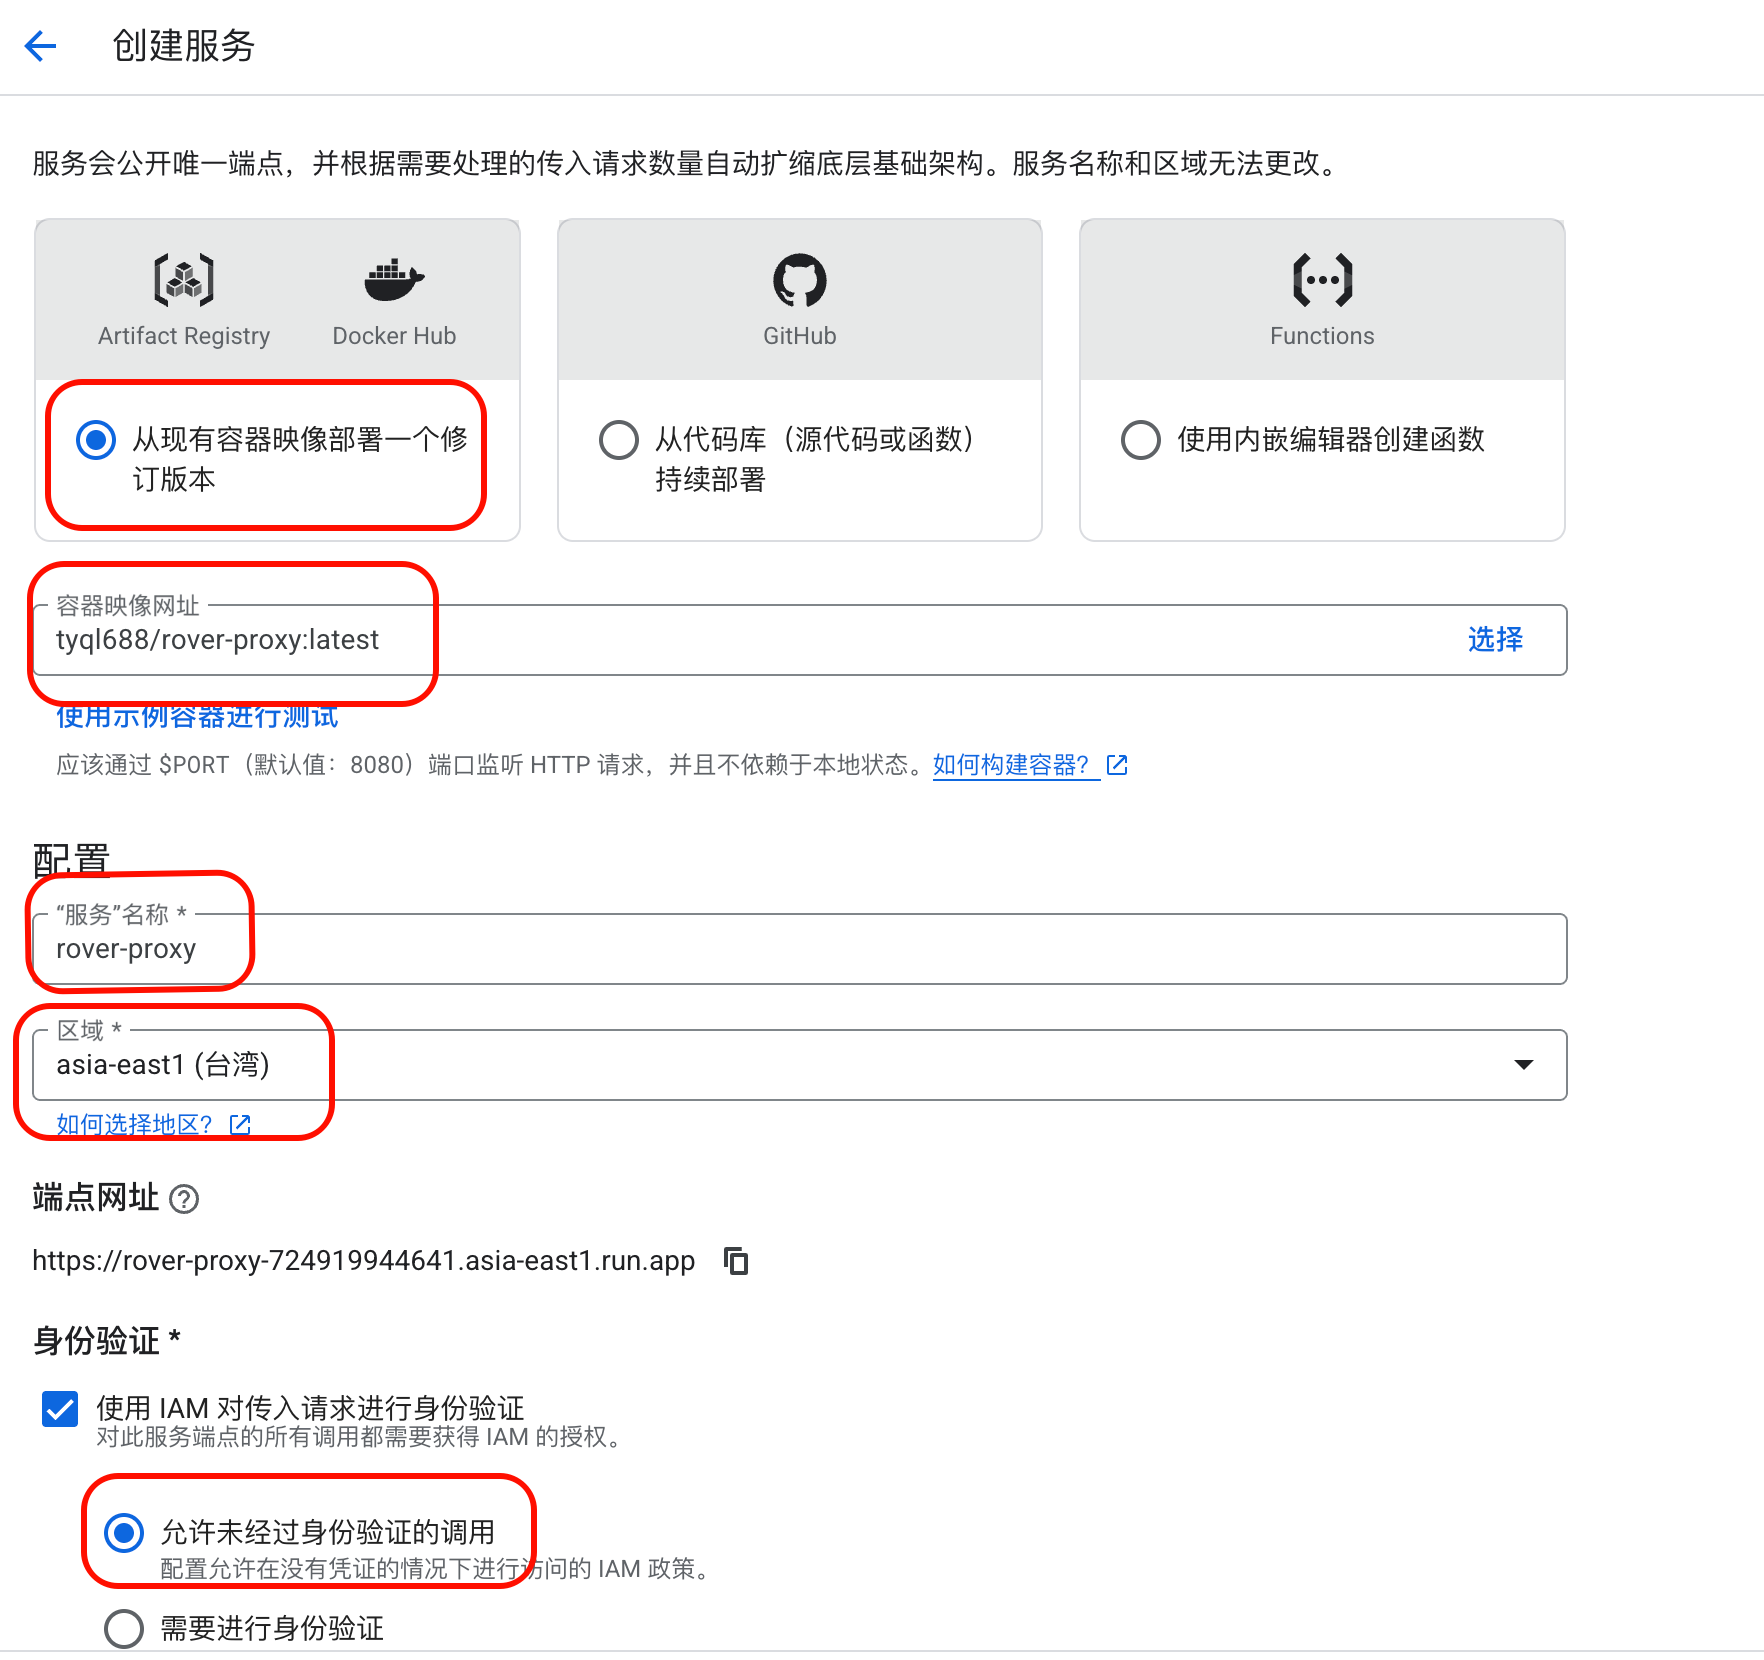 创建服务
服务会公开唯一端点，并根据需要处理的传入请求数量自动扩缩底层基础架构。服务名称和区域无法更改。
Artifact Registry
Docker Hub
GitHub
Functions
从现有容器映像部署一个修
订版本
从代码库（源代码或函数）
持续部署
使用内嵌编辑器创建函数
容器映像网址
tyql688/rover-proxy:latest
选择
使用示例容器进行测试
应该通过 $PORT（默认值：8080）端口监听 HTTP 请求，并且不依赖于本地状态。如何构建容器？
配置
“服务”名称 *
rover-proxy
区域 *
asia-east1 (台湾)
如何选择地区？
端点网址
https://rover-proxy-724919944641.asia-east1.run.app
身份验证 *
使用 IAM 对传入请求进行身份验证
对此服务端点的所有调用都需要获得 IAM 的授权。
允许未经过身份验证的调用
配置允许在没有凭证的情况下进行访问的 IAM 政策。
需要进行身份验证